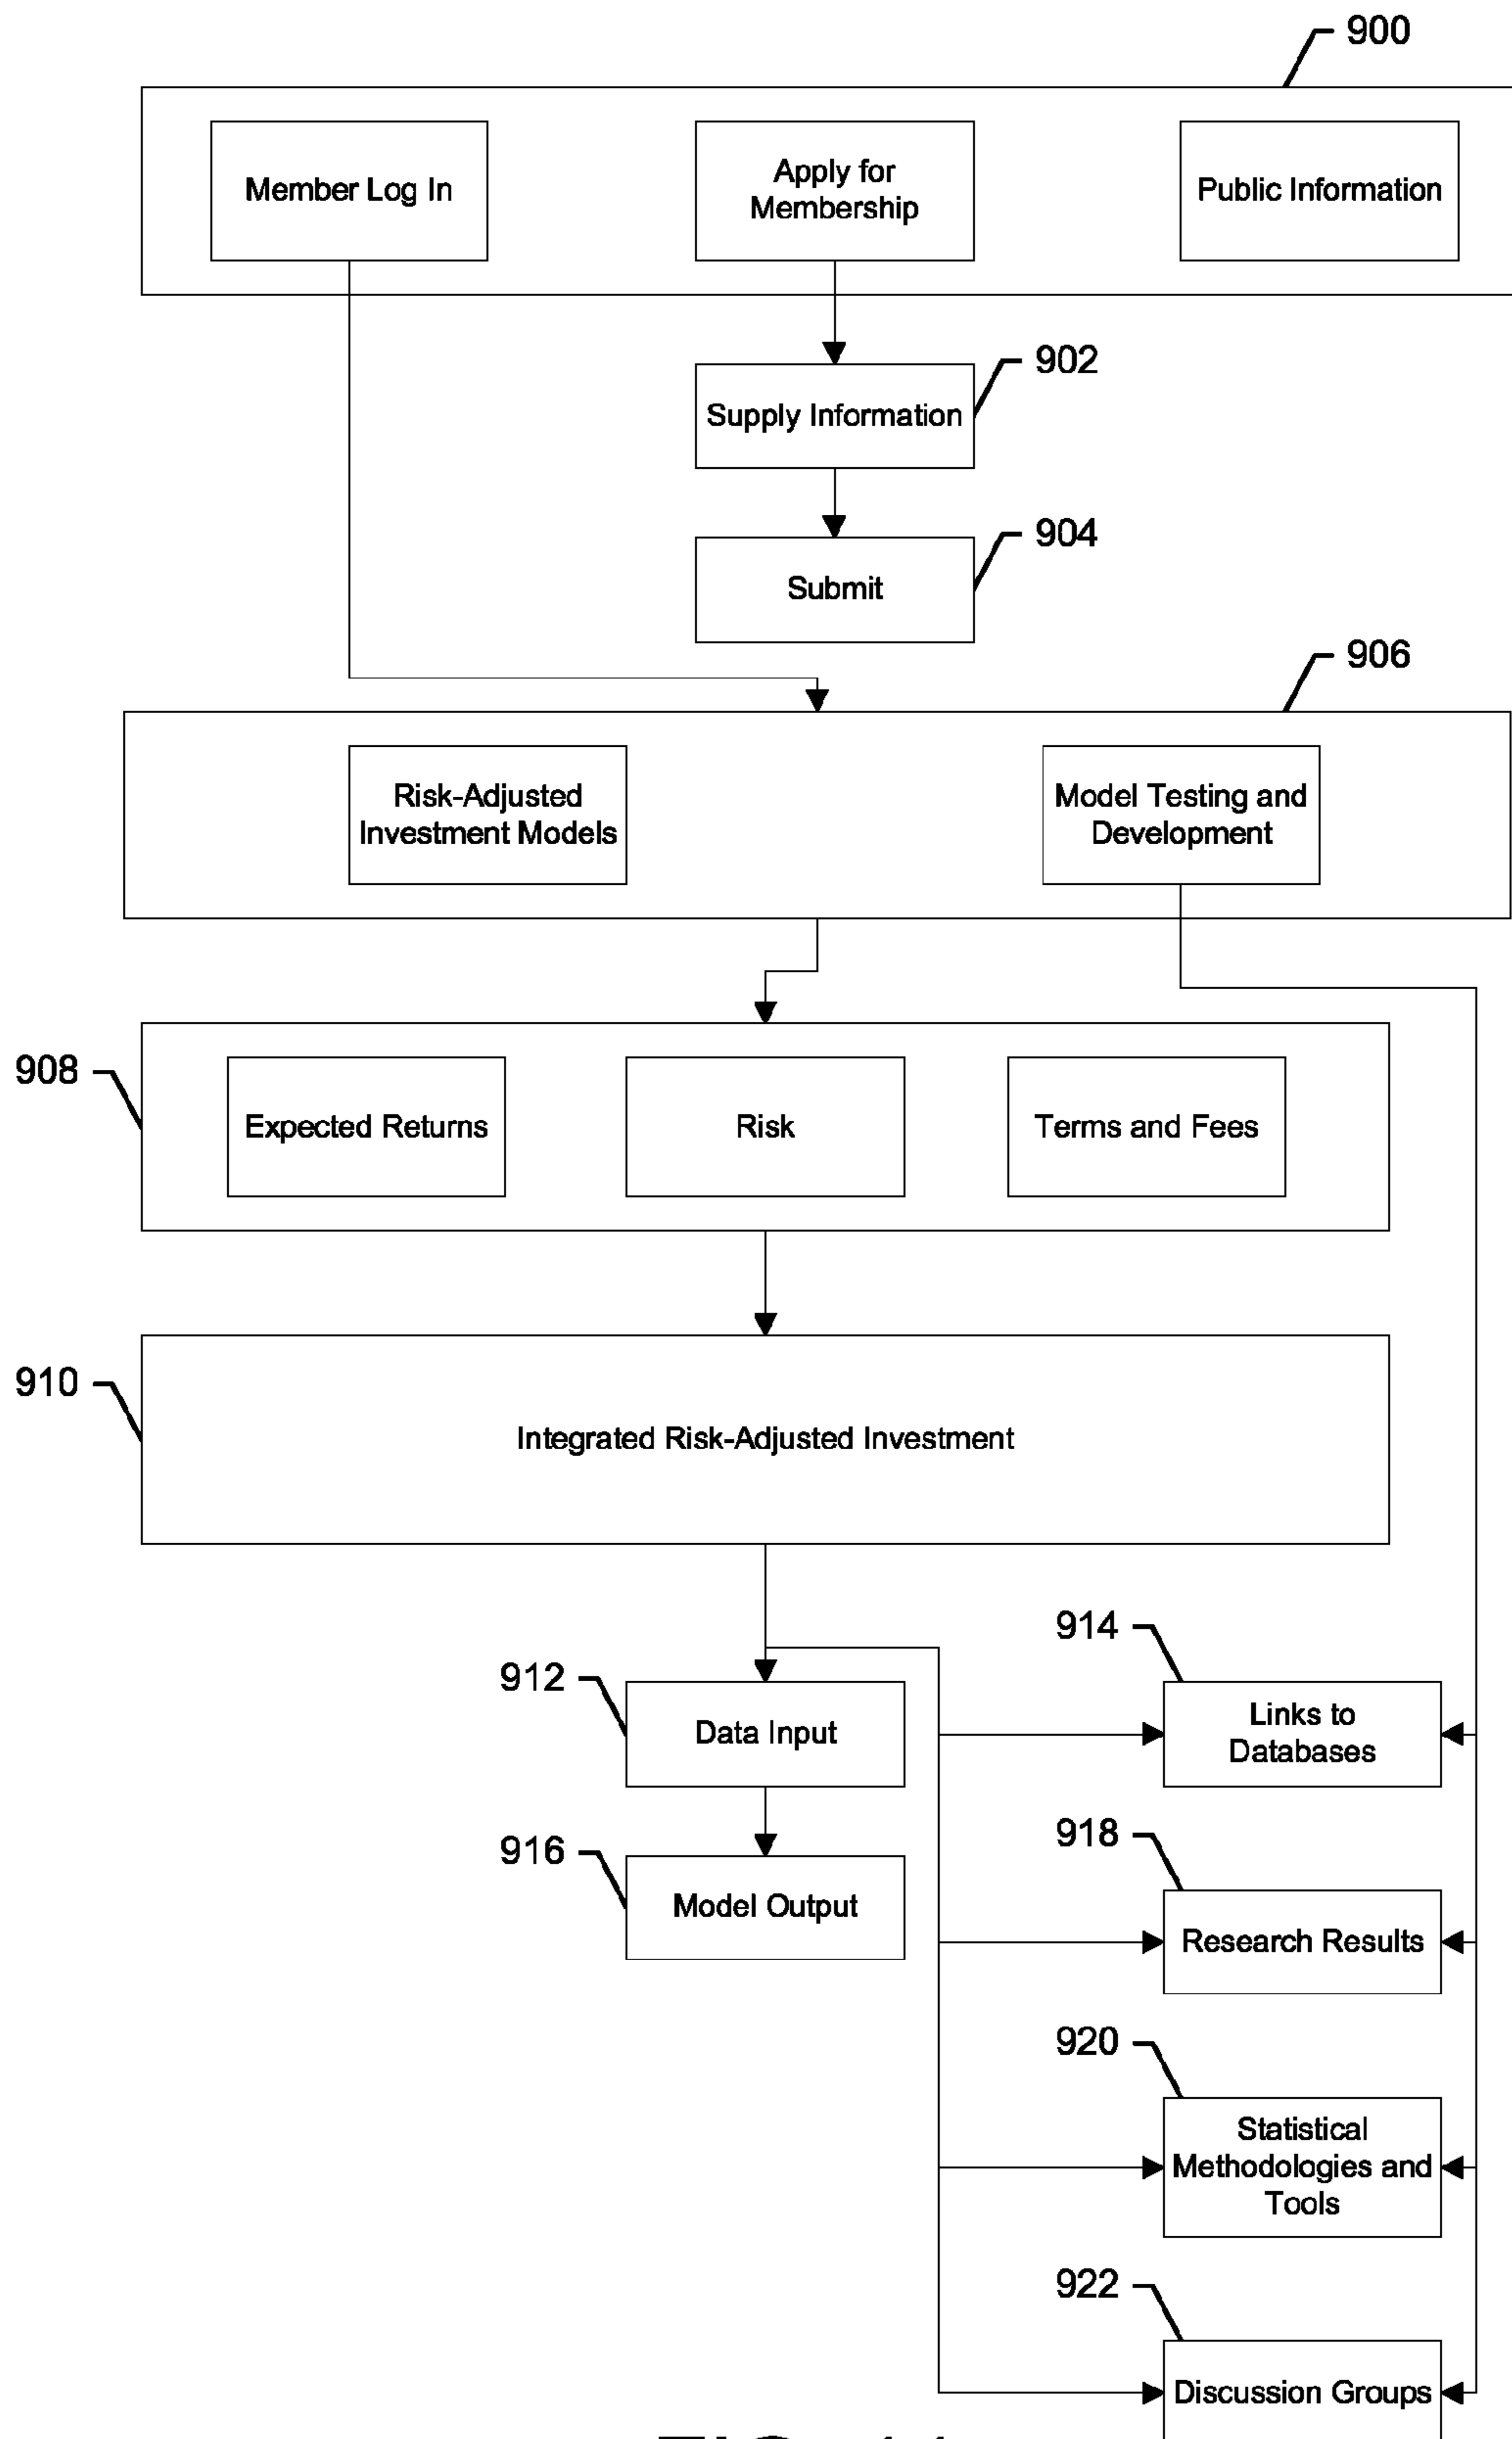 900
Member Log In
Apply for
Membership
Public Information
902
Supply Information
904
Submit
906
Risk-Adjusted
Investment Models
Model Testing and
Development
908
Expected Returns
Risk
Terms and Fees
910
Integrated Risk-Adjusted Investment
912
Data Input
914
Links to
Databases
916
Model Output
918
Research Results
920
Statistical
Methodologies and
Tools
922
Discussion Groups